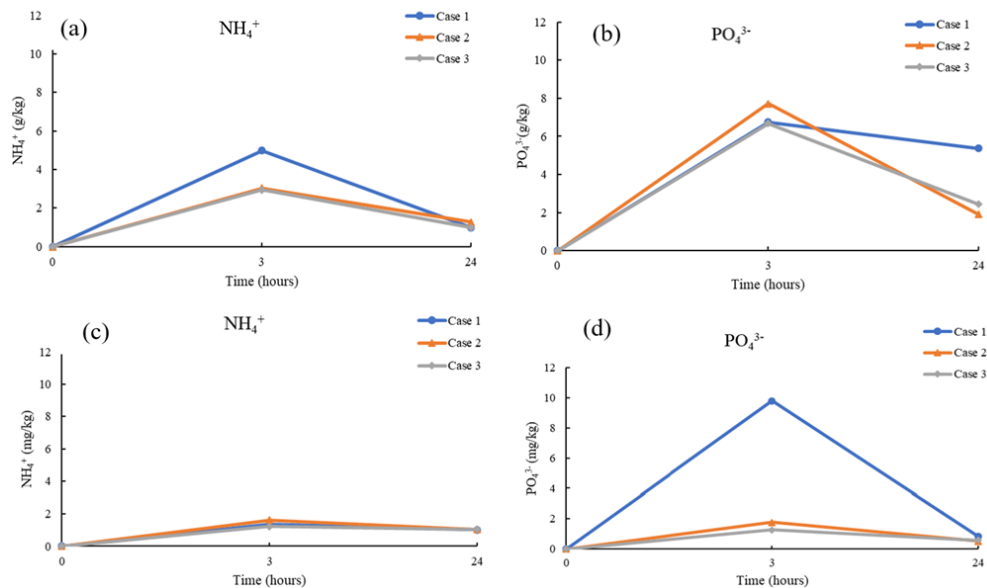 (a)
NH₄⁺
Case 1
Case 2
Case 3
NH₄⁺ (g/kg)
12
10
8
6
4
2
0
0 3 24
Time (hours)
(b)
PO₄³⁻
Case 1
Case 2
Case 3
PO₄³⁻(g/kg)
12
10
8
6
4
2
0
0 3 24
Time (hours)
(c)
NH₄⁺
Case 1
Case 2
Case 3
NH₄⁺ (mg/kg)
12
10
8
6
4
2
0
0 3 24
Time (hours)
(d)
PO₄³⁻
Case 1
Case 2
Case 3
PO₄³⁻ (mg/kg)
12
10
8
6
4
2
0
0 3 24
Time (hours)